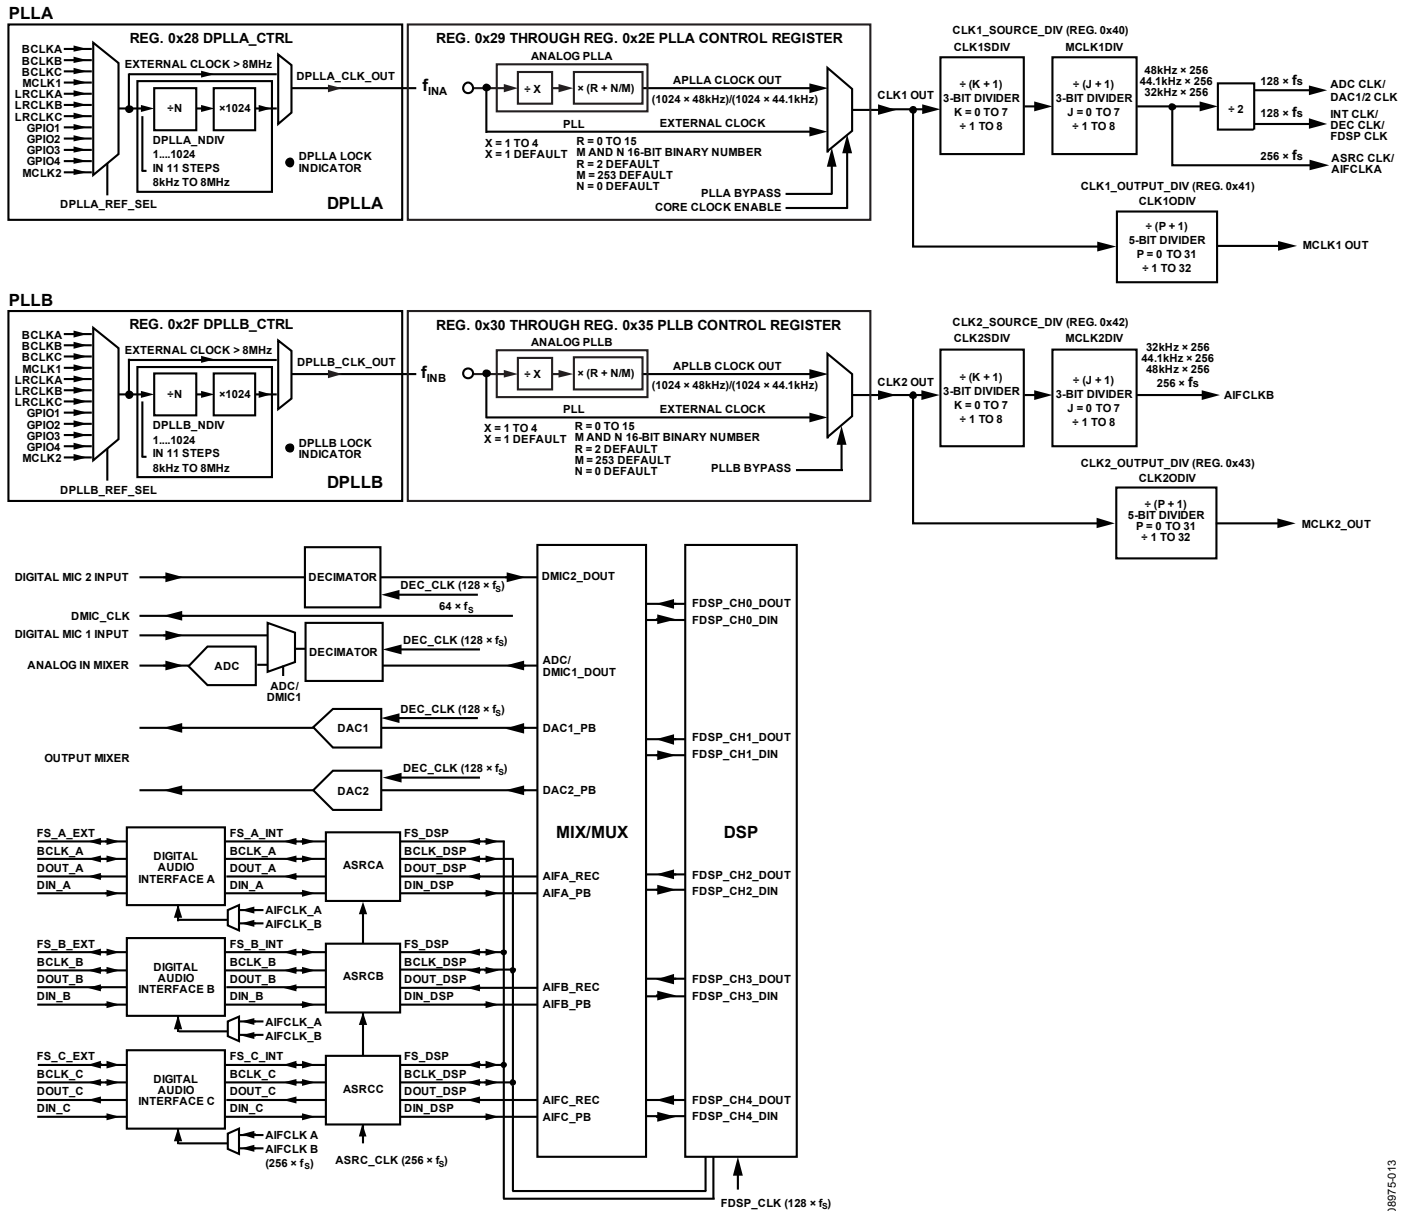 PLLA
REG. 0x28 DPLLA_CTRL
BCLKA
BCLKB
BCLKC
MCLK1
LRCLKA
LRCLKB
LRCLKC
GPIO1
GPIO2
GPIO3
GPIO4
MCLK2
EXTERNAL CLOCK > 8MHz
÷N
×1024
DPLLA_NDIV
1....1024
IN 11 STEPS
8kHz TO 8MHz
DPLLA_CLK_OUT
DPLLA LOCK
INDICATOR
DPLLA_REF_SEL
DPLLA
REG. 0x29 THROUGH REG. 0x2E PLLA CONTROL REGISTER
ANALOG PLLA
fINA
÷ X
× (R + N/M)
APLLA CLOCK OUT
(1024 × 48kHz)/(1024 × 44.1kHz)
PLL
EXTERNAL CLOCK
X = 1 TO 4
X = 1 DEFAULT
R = 0 TO 15
M AND N 16-BIT BINARY NUMBER
R = 2 DEFAULT
M = 253 DEFAULT
N = 0 DEFAULT
PLLA BYPASS
CORE CLOCK ENABLE
CLK1 OUT
CLK1_SOURCE_DIV (REG. 0x40)
CLK1SDIV
MCLK1DIV
÷ (K + 1)
3-BIT DIVIDER
K = 0 TO 7
÷ 1 TO 8
÷ (J + 1)
3-BIT DIVIDER
J = 0 TO 7
÷ 1 TO 8
48kHz × 256
44.1kHz × 256
32kHz × 256
÷ 2
128 × fS
ADC CLK/
DAC1/2 CLK
128 × fS
INT CLK/
DEC CLK/
FDSP CLK
256 × fS
ASRC CLK/
AIFCLKA
CLK1_OUTPUT_DIV (REG. 0x41)
CLK1ODIV
÷ (P + 1)
5-BIT DIVIDER
P = 0 TO 31
÷ 1 TO 32
MCLK1 OUT
PLLB
REG. 0x2F DPLLB_CTRL
BCLKA
BCLKB
BCLKC
MCLK1
LRCLKA
LRCLKB
LRCLKC
GPIO1
GPIO2
GPIO3
GPIO4
MCLK2
EXTERNAL CLOCK > 8MHz
÷N
×1024
DPLLB_NDIV
1....1024
IN 11 STEPS
8kHz TO 8MHz
DPLLB_CLK_OUT
DPLLB LOCK
INDICATOR
DPLLB_REF_SEL
DPLLB
REG. 0x30 THROUGH REG. 0x35 PLLB CONTROL REGISTER
ANALOG PLLB
fINB
÷ X
× (R + N/M)
APLLB CLOCK OUT
(1024 × 48kHz)/(1024 × 44.1kHz)
PLL
EXTERNAL CLOCK
X = 1 TO 4
X = 1 DEFAULT
R = 0 TO 15
M AND N 16-BIT BINARY NUMBER
R = 2 DEFAULT
M = 253 DEFAULT
N = 0 DEFAULT
PLLB BYPASS
CLK2 OUT
CLK2_SOURCE_DIV (REG. 0x42)
CLK2SDIV
MCLK2DIV
÷ (K + 1)
3-BIT DIVIDER
K = 0 TO 7
÷ 1 TO 8
÷ (J + 1)
3-BIT DIVIDER
J = 0 TO 7
÷ 1 TO 8
32kHz × 256
44.1kHz × 256
48kHz × 256
256 × fS
AIFCLKB
CLK2_OUTPUT_DIV (REG. 0x43)
CLK2ODIV
÷ (P + 1)
5-BIT DIVIDER
P = 0 TO 31
÷ 1 TO 32
MCLK2_OUT
DIGITAL MIC 2 INPUT
DECIMATOR
DEC_CLK (128 × fS)
DMIC2_DOUT
DMIC_CLK
64 × fS
DIGITAL MIC 1 INPUT
ANALOG IN MIXER
ADC
ADC/
DMIC1
DECIMATOR
DEC_CLK (128 × fS)
ADC/
DMIC1_DOUT
DAC1
DEC_CLK (128 × fS)
DAC1_PB
OUTPUT MIXER
DAC2
DEC_CLK (128 × fS)
DAC2_PB
MIX/MUX
DSP
FDSP_CH0_DOUT
FDSP_CH0_DIN
FDSP_CH1_DOUT
FDSP_CH1_DIN
FDSP_CH2_DOUT
FDSP_CH2_DIN
FDSP_CH3_DOUT
FDSP_CH3_DIN
FDSP_CH4_DOUT
FDSP_CH4_DIN
FS_A_EXT
BCLK_A
DOUT_A
DIN_A
DIGITAL
AUDIO
INTERFACE A
FS_A_INT
BCLK_A
DOUT_A
DIN_A
ASRCA
FS_DSP
BCLK_DSP
DOUT_DSP
DIN_DSP
AIFA_REC
AIFA_PB
AIFCLK_A
AIFCLK_B
FS_B_EXT
BCLK_B
DOUT_B
DIN_B
DIGITAL
AUDIO
INTERFACE B
FS_B_INT
BCLK_B
DOUT_B
DIN_B
ASRCB
FS_DSP
BCLK_DSP
DOUT_DSP
DIN_DSP
AIFB_REC
AIFB_PB
AIFCLK_A
AIFCLK_B
FS_C_EXT
BCLK_C
DOUT_C
DIN_C
DIGITAL
AUDIO
INTERFACE C
FS_C_INT
BCLK_C
DOUT_C
DIN_C
ASRCC
FS_DSP
BCLK_DSP
DOUT_DSP
DIN_DSP
AIFC_REC
AIFC_PB
AIFCLK A
AIFCLK B
(256 × fS)
ASRC_CLK (256 × fS)
FDSP_CLK (128 × fS)
08975-013